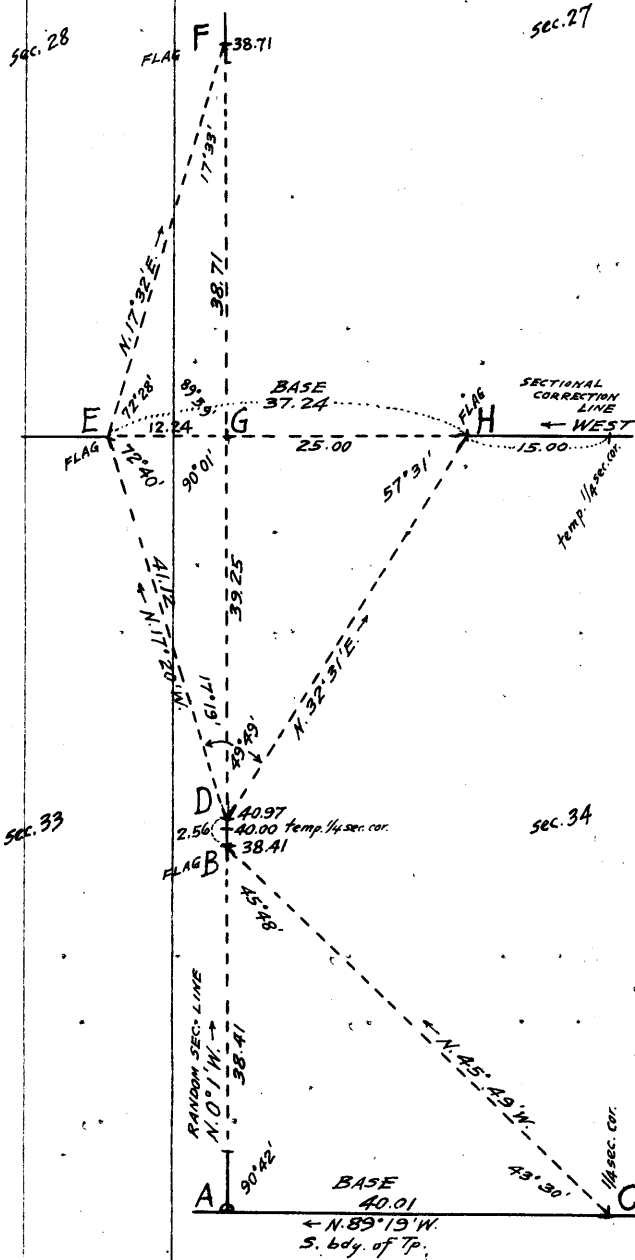 sec. 28
sec. 27
FLAG F 38.71
17°33'
N. 17°32' E. →
38.71
72°28'
89°59'
BASE
37.24
FLAG
SECTIONAL
CORRECTION
LINE
← WEST
E
12.24
G
H
FLAG
25.00
15.00
72°40'
90°01'
57°31'
temp. 1/4 sec. cor.
41.12
← N. 17°20' W.
39.25
N. 32°31' E. →
17°19'
49°49'
D
40.97
sec. 33
2.56
40.00 temp. 1/4 sec. cor.
sec. 34
FLAG B
38.41
45°48'
RANDOM SEC. LINE
N. 0°1' W. →
38.41
← N. 45°49' W.
90°42'
43°30'
1/4 sec. cor.
A
BASE
40.01
C
← N. 89°19' W.
S. bdy. of Tp.